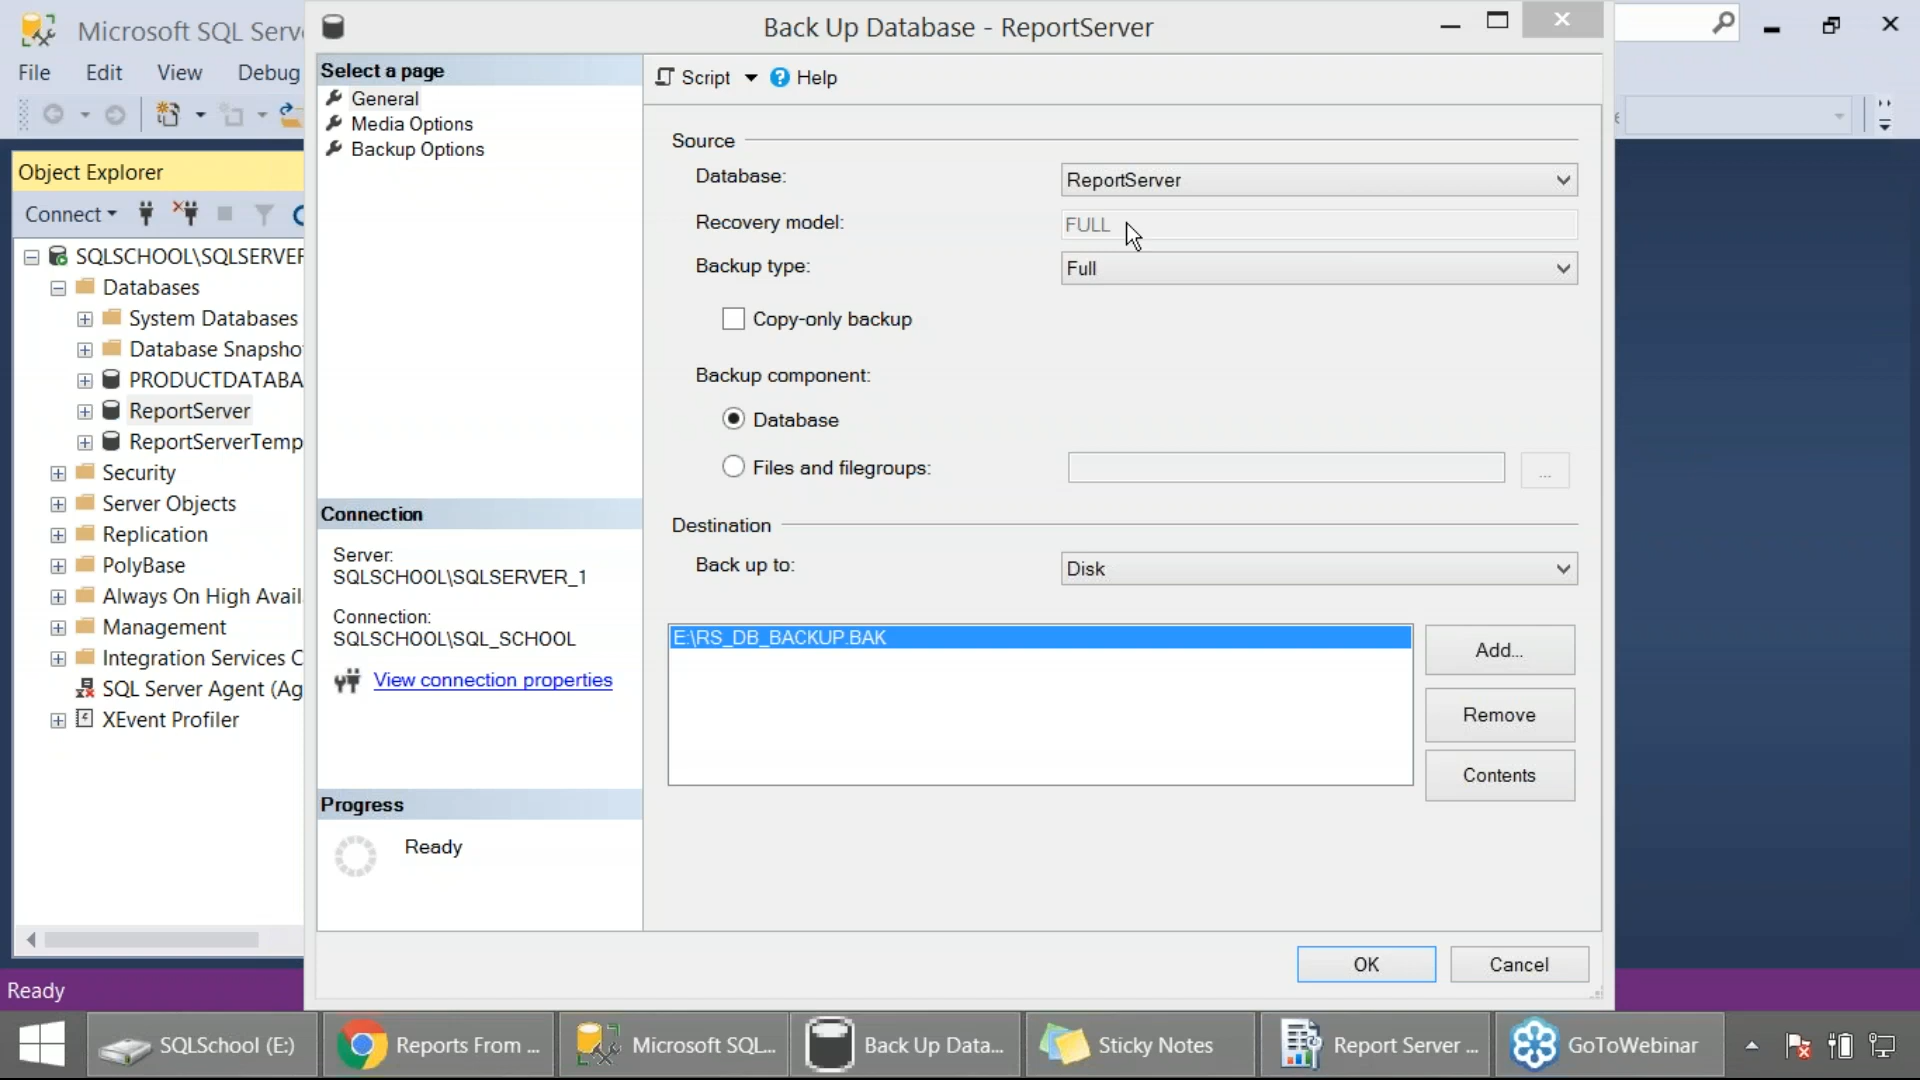 Microsoft SQL Serv
Back Up Database - ReportServer
File Edit View Debug
Select a page
Script Help
General
Media Options
Backup Options
Source
Database: ReportServer
Recovery model: FULL
Backup type: Full
Copy-only backup
Backup component:
Database
Files and filegroups: ...
Destination
Back up to: Disk
E:\RS_DB_BACKUP.BAK
Add...
Remove
Contents
Object Explorer
Connect
SQLSCHOOL\SQLSERVER
Databases
System Databases
Database Snapsho
PRODUCTDATABA
ReportServer
ReportServerTemp
Security
Server Objects
Replication
PolyBase
Always On High Avail
Management
Integration Services C
SQL Server Agent (Ag
XEvent Profiler
Connection
Server:
SQLSCHOOL\SQLSERVER_1
Connection:
SQLSCHOOL\SQL_SCHOOL
View connection properties
Progress
Ready
OK Cancel
Ready
SQLSchool (E:) Reports From ... Microsoft SQL... Back Up Data... Sticky Notes Report Server ... GoToWebinar